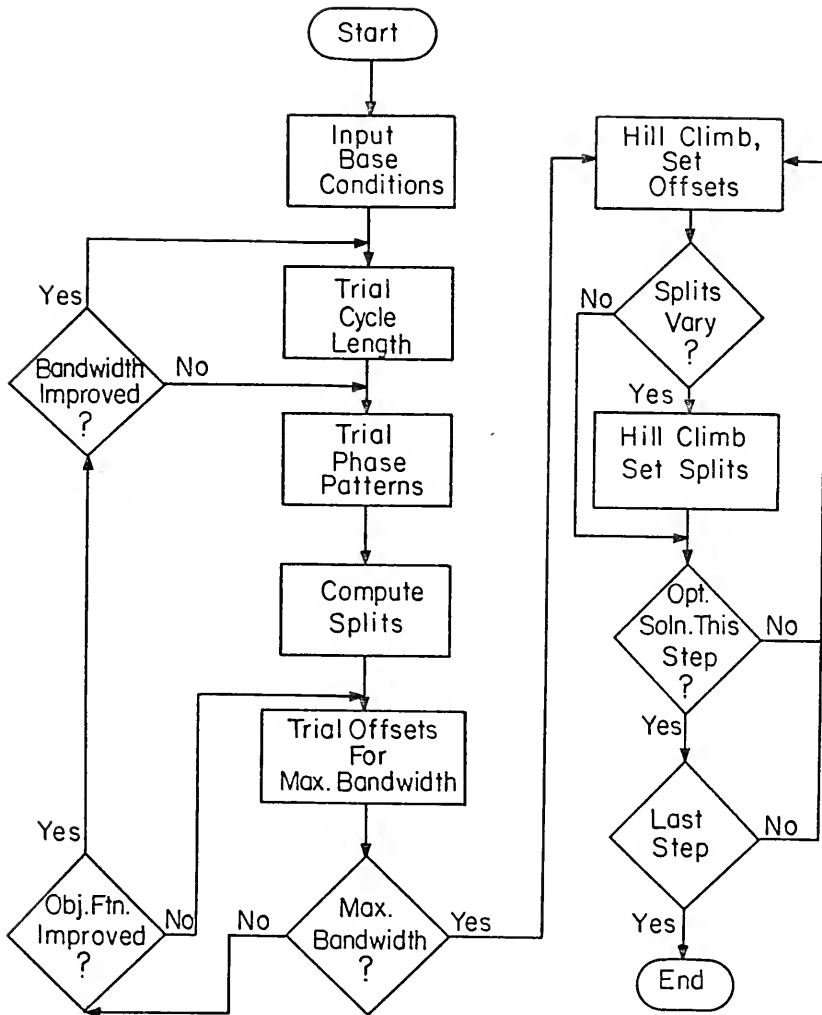 Start
Input
Base
Conditions
Yes
Trial
Cycle
Length
Bandwidth
Improved
?
No
Trial
Phase
Patterns
Compute
Splits
Trial Offsets
For
Max. Bandwidth
Yes
Obj. Ftn.
Improved
?
No
No
Max.
Bandwidth
?
Yes
Hill Climb,
Set
Offsets
No
Splits
Vary
?
Yes
Hill Climb
Set Splits
Opt.
Soln. This
Step
?
No
Yes
Last
Step
No
Yes
End